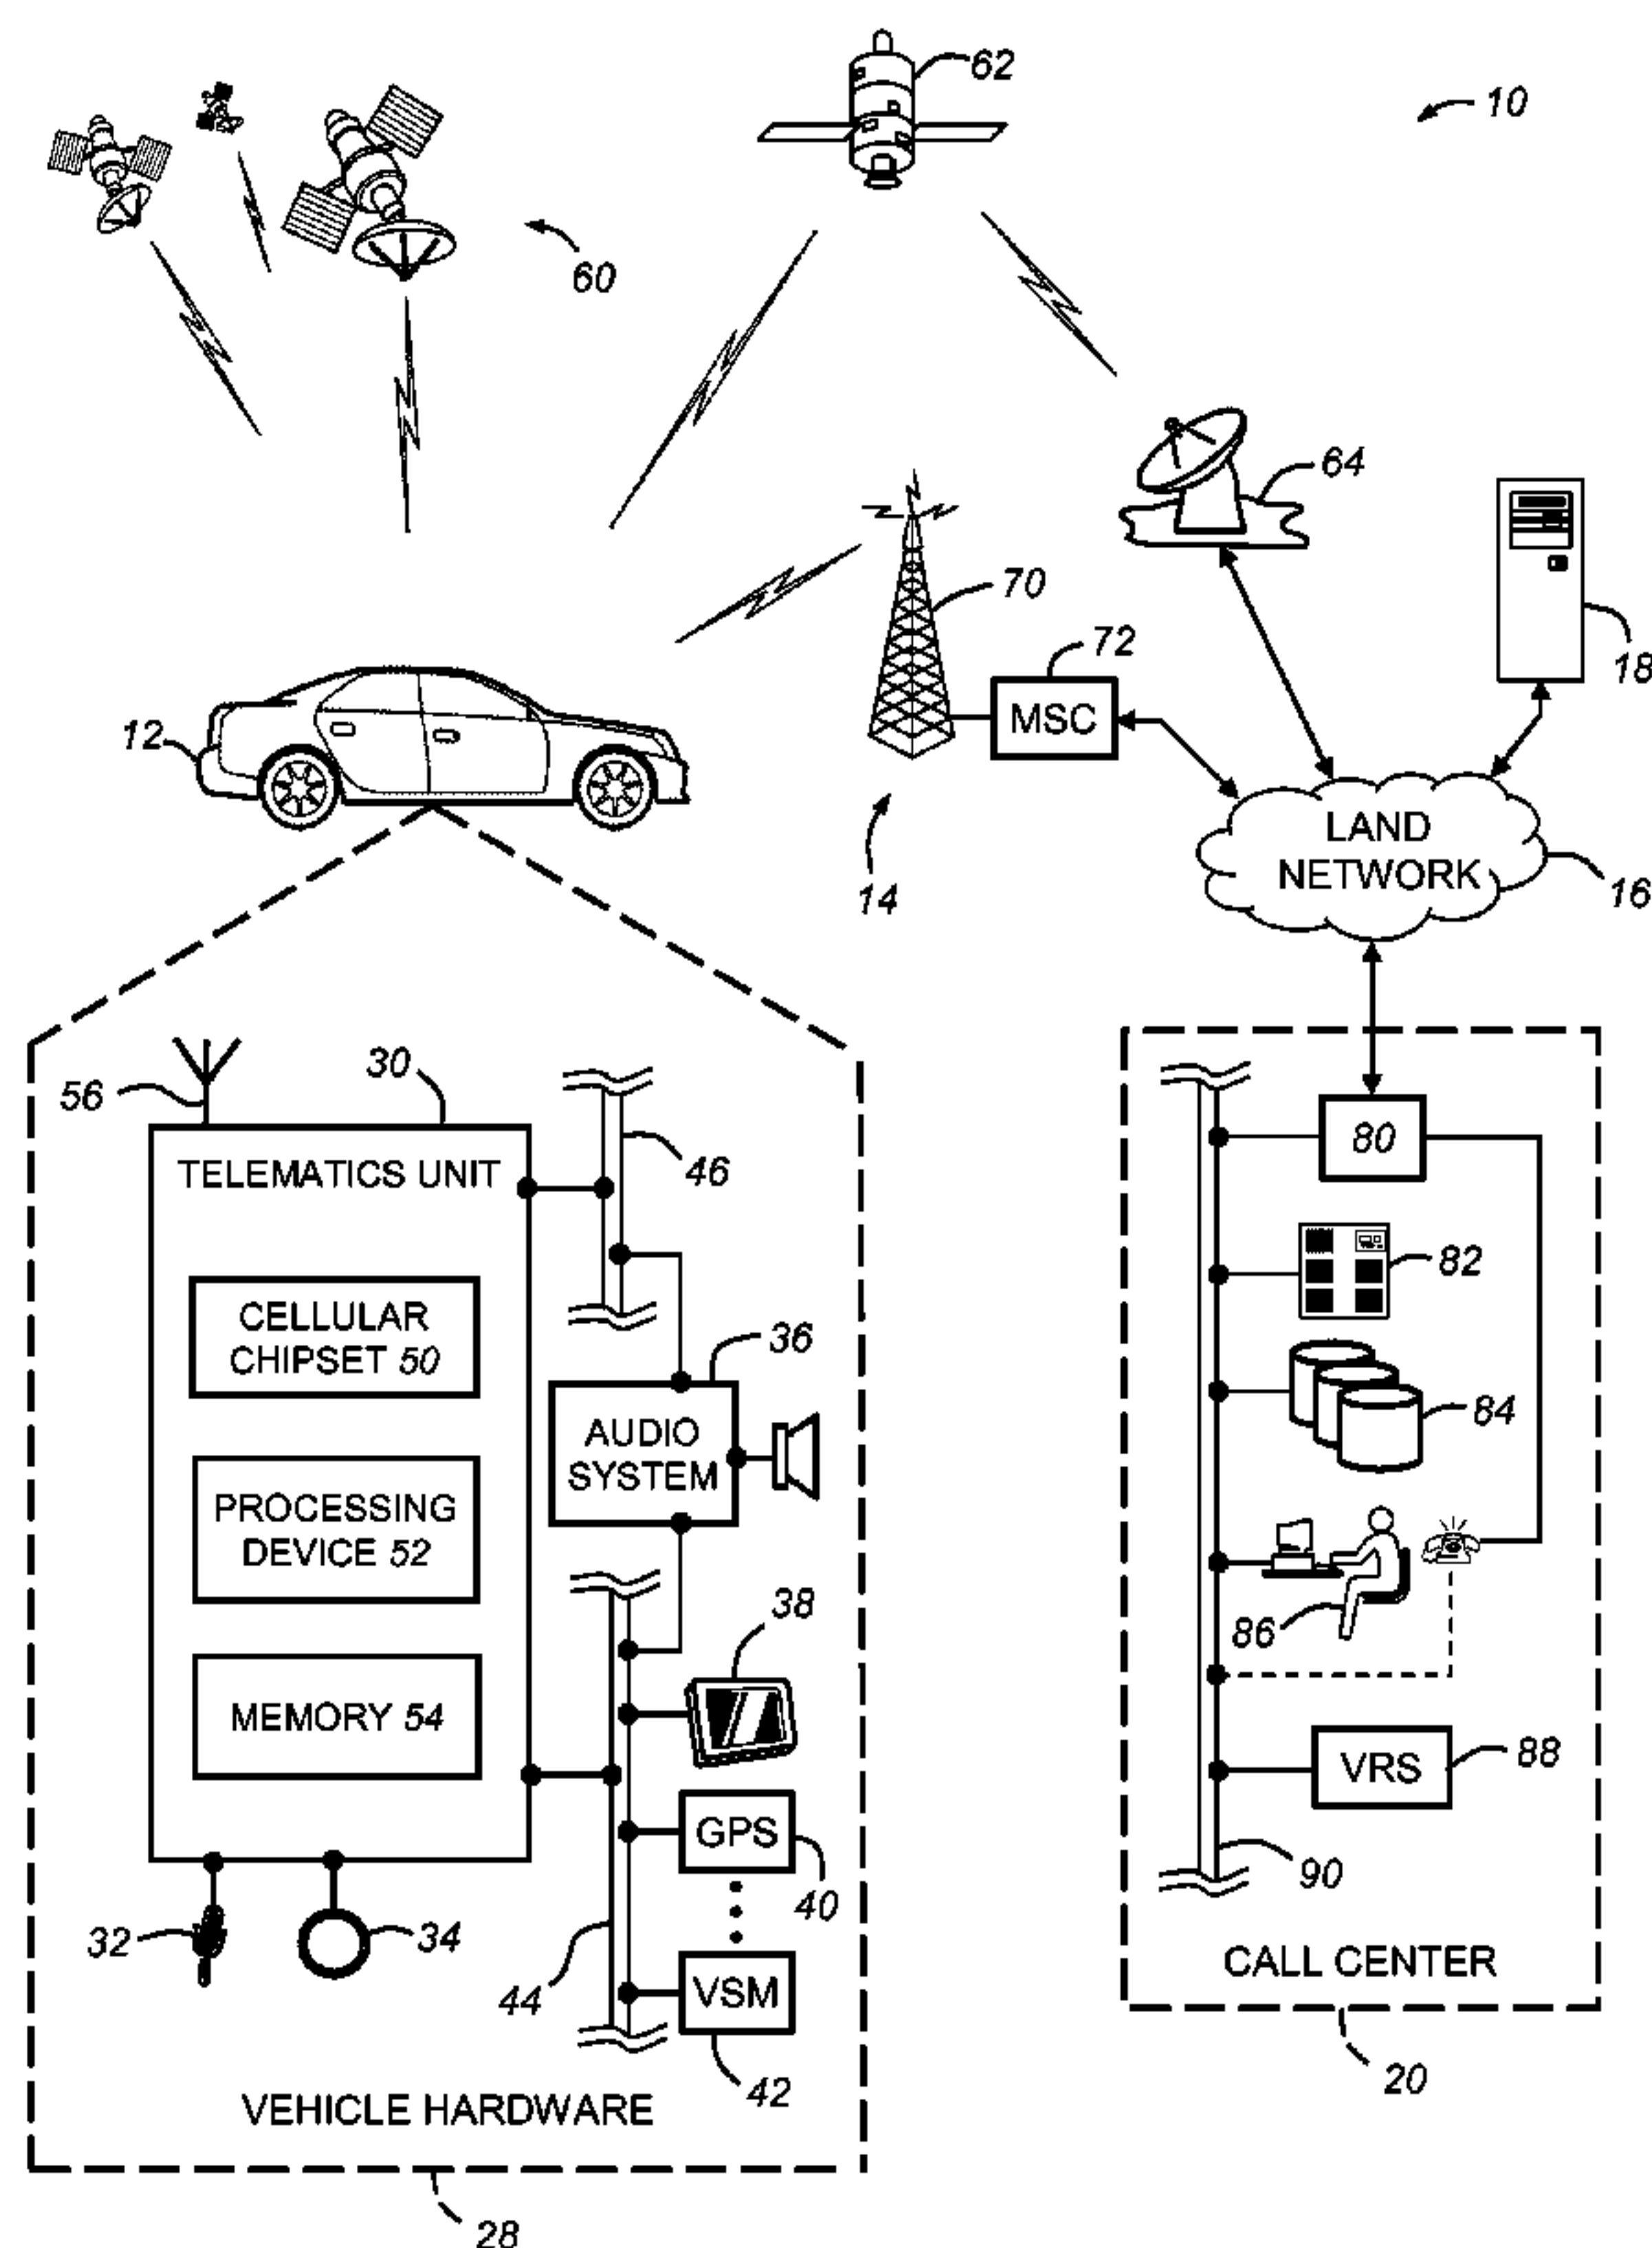 62
10
60
64
18
70
72
MSC
12
14
LAND
NETWORK
16
56
30
TELEMATICS UNIT
46
CELLULAR
CHIPSET 50
36
AUDIO
SYSTEM
PROCESSING
DEVICE 52
38
MEMORY 54
GPS
40
32
34
44
VSM
42
VEHICLE HARDWARE
28
80
82
84
86
VRS
88
90
CALL CENTER
20